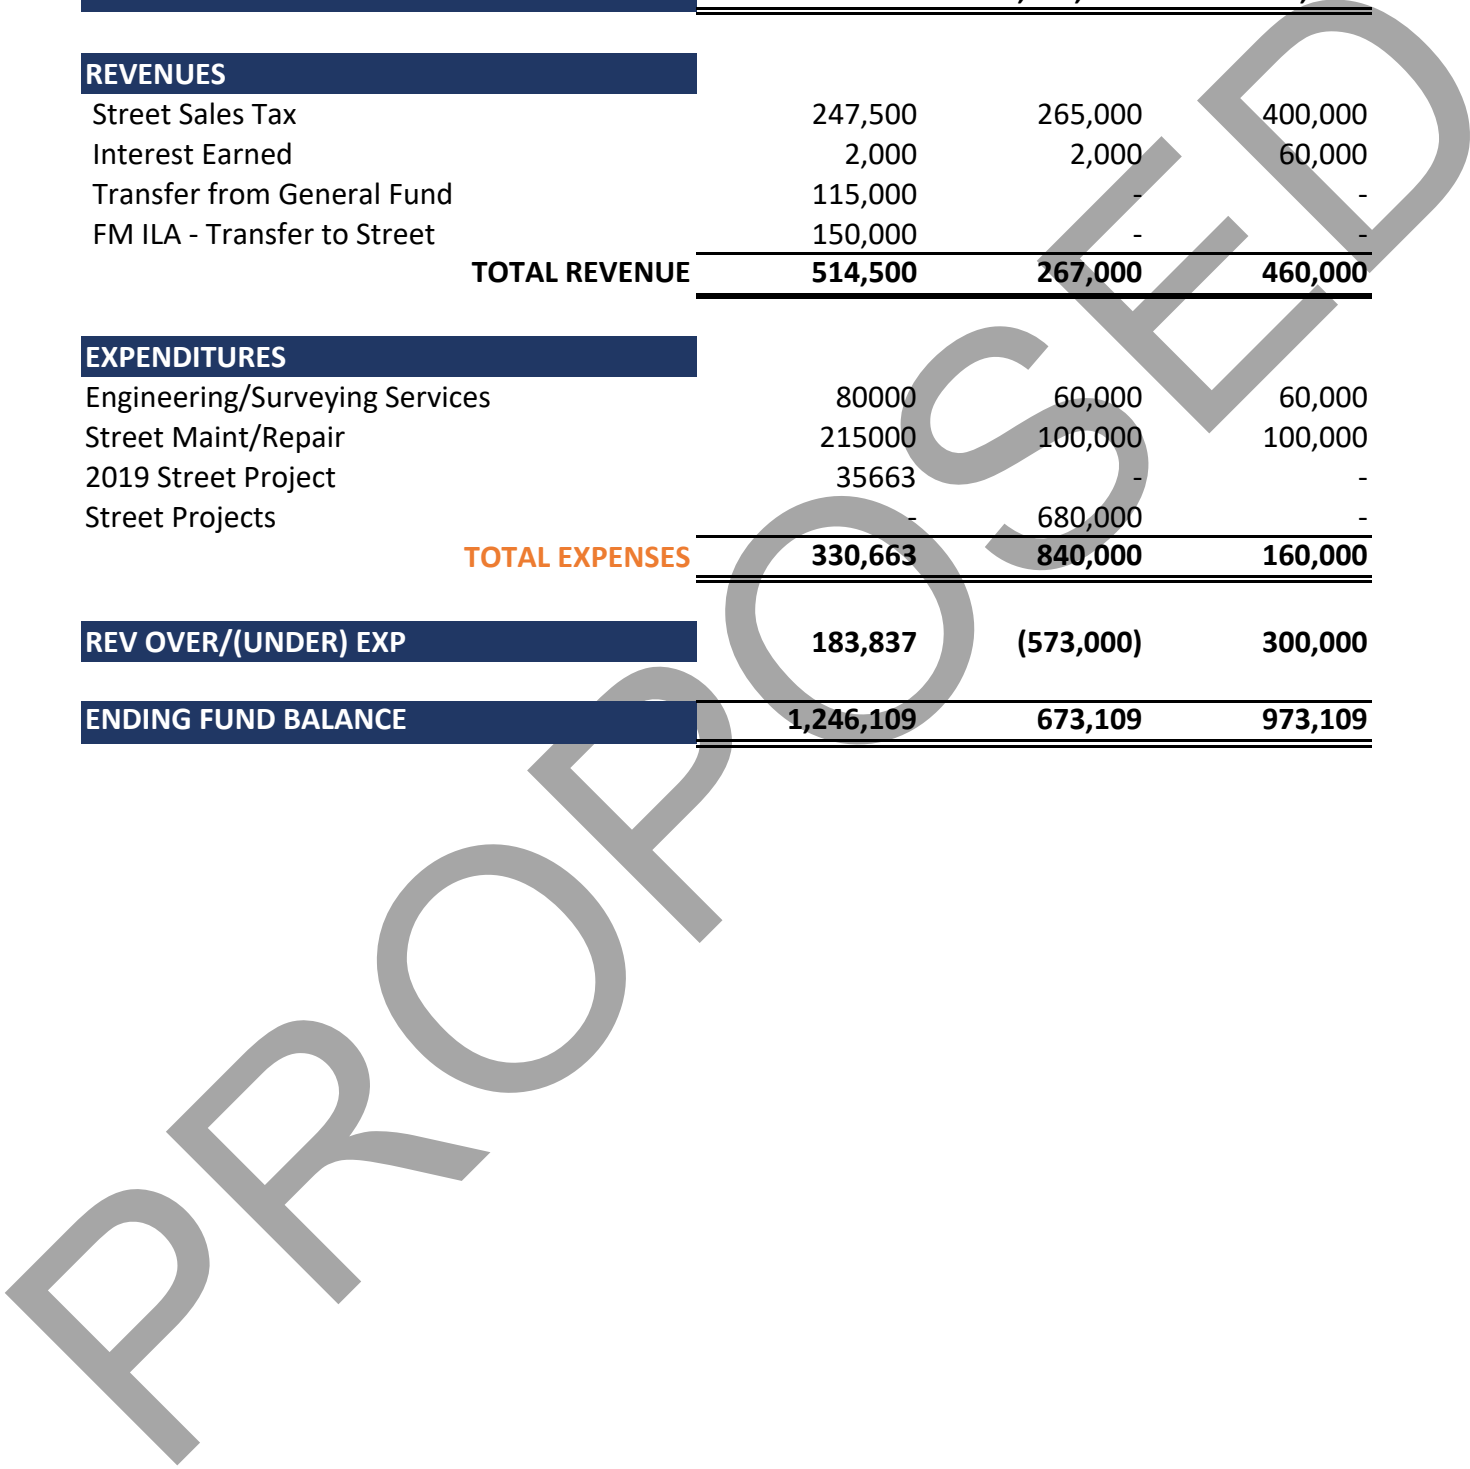 REVENUES
Street Sales Tax 247,500 265,000 400,000
Interest Earned 2,000 2,000 60,000
Transfer from General Fund 115,000 - -
FM ILA - Transfer to Street 150,000 - -
TOTAL REVENUE 514,500 267,000 460,000
EXPENDITURES
Engineering/Surveying Services 80000 60,000 60,000
Street Maint/Repair 215000 100,000 100,000
2019 Street Project 35663 - -
Street Projects - 680,000 -
TOTAL EXPENSES 330,663 840,000 160,000
REV OVER/(UNDER) EXP 183,837 (573,000) 300,000
ENDING FUND BALANCE 1,246,109 673,109 973,109
PROPOSED